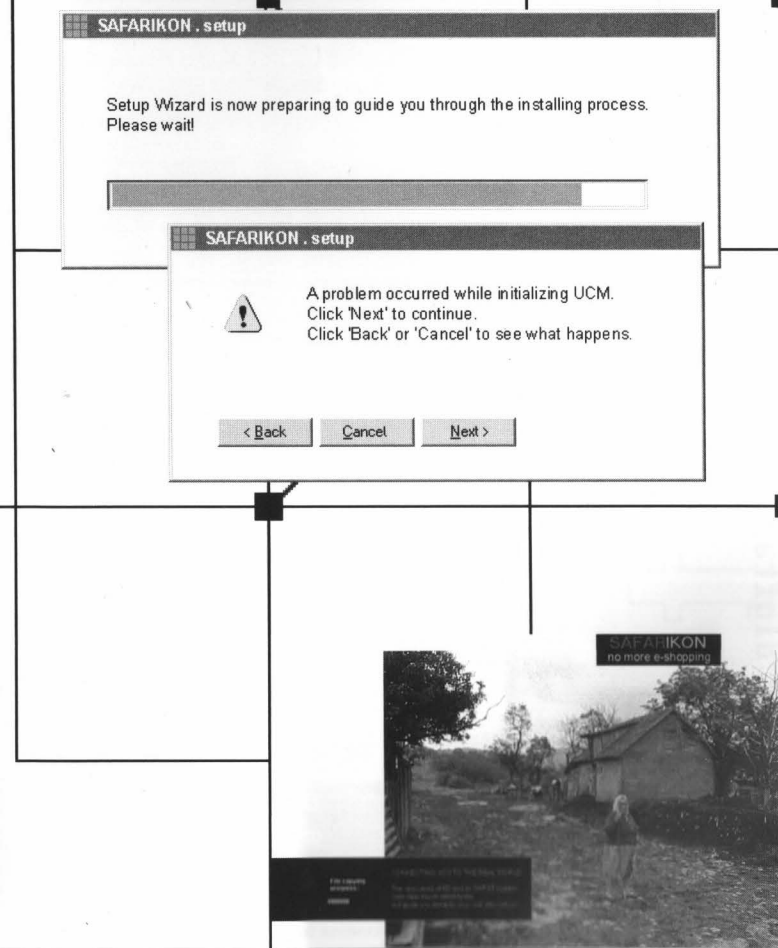 SAFARIKON . setup
Setup Wizard is now preparing to guide you through the installing process.
Please wait!
SAFARIKON . setup
A problem occurred while initializing UCM.
Click 'Next' to continue.
Click 'Back' or 'Cancel' to see what happens.
< Back
Cancel
Next >
SAFARIKON
no more e-shopping